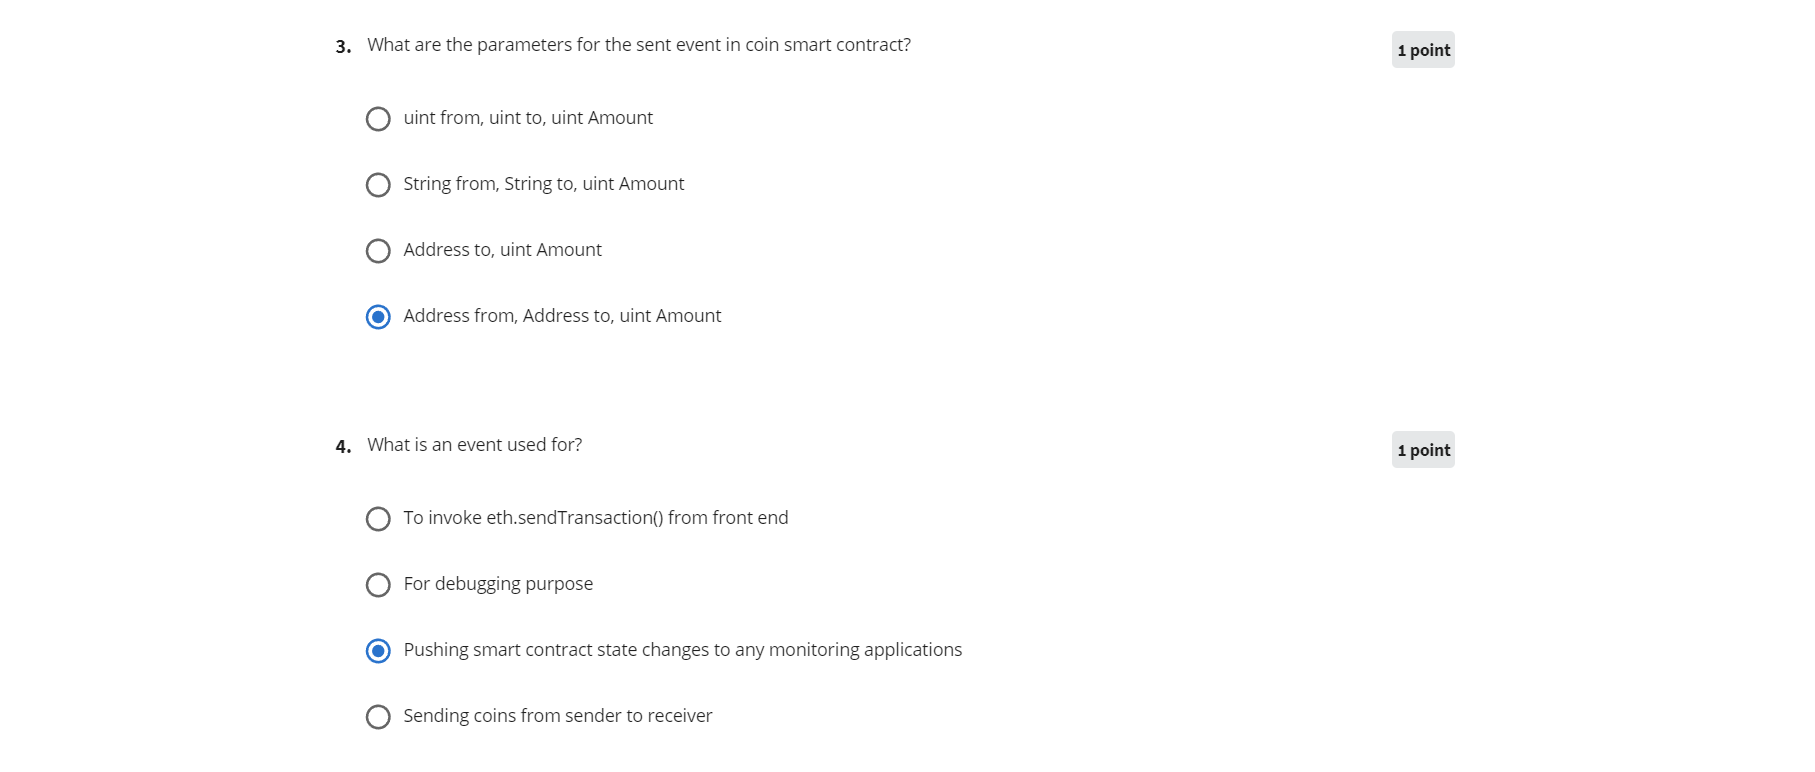 3. What are the parameters for the sent event in coin smart contract?
1 point
uint from, uint to, uint Amount
String from, String to, uint Amount
Address to, uint Amount
Address from, Address to, uint Amount
4. What is an event used for?
1 point
To invoke eth.sendTransaction() from front end
For debugging purpose
Pushing smart contract state changes to any monitoring applications
Sending coins from sender to receiver